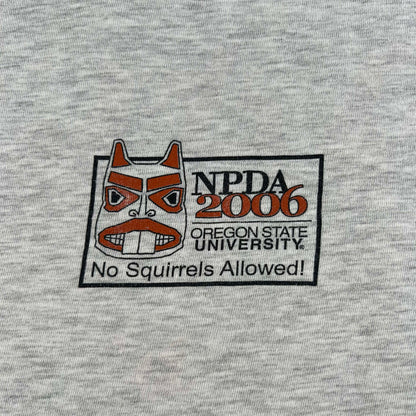 NPDA
2006
OREGON STATE
UNIVERSITY
No Squirrels Allowed!